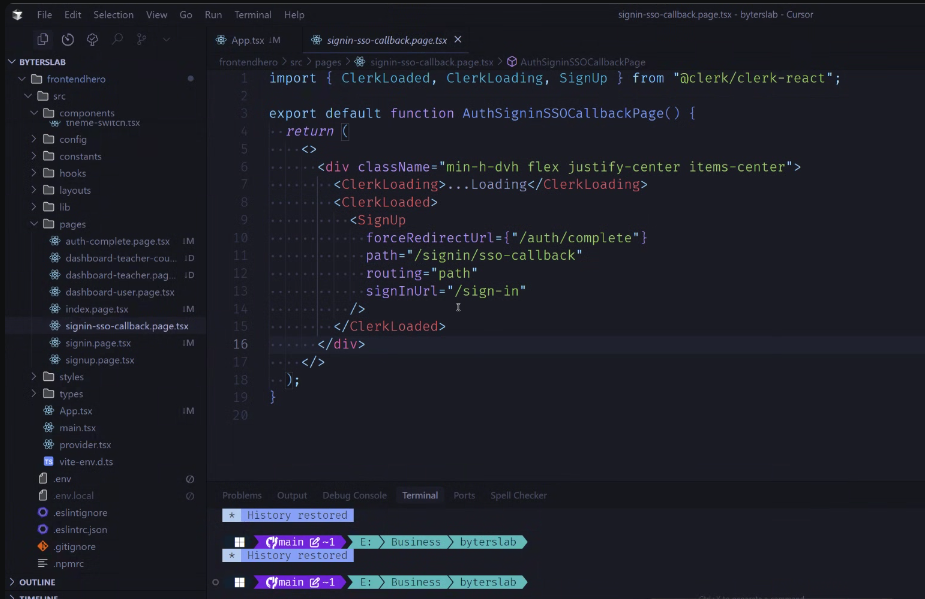 File Edit Selection View Go Run Terminal Help signin-sso-callback.page.tsx - byterslab - Cursor
App.tsx ↓M signin-sso-callback.page.tsx ×
BYTERSLAB
frontendhero > src > pages > signin-sso-callback.page.tsx > AuthSigninSSOCallbackPage
frontendhero
src
components
theme-switch.tsx
config
constants
hooks
layouts
lib
pages
auth-complete.page.tsx ↓M
dashboard-teacher-cou... ↓D
dashboard-teacher.pag... ↓D
dashboard-user.page.tsx
index.page.tsx ↓M
signin-sso-callback.page.tsx
signin.page.tsx ↓M
signup.page.tsx
styles
types
App.tsx ↓M
main.tsx
provider.tsx
TS vite-env.d.ts
.env
.env.local
.eslintignore
.eslintrc.json
.gitignore
.npmrc
OUTLINE
TIMELINE
1 import { ClerkLoaded, ClerkLoading, SignUp } from "@clerk/clerk-react";
2
3 export default function AuthSigninSSOCallbackPage() {
4 return (
5 <>
6 <div className="min-h-dvh flex justify-center items-center">
7 <ClerkLoading>...Loading</ClerkLoading>
8 <ClerkLoaded>
9 <SignUp
10 forceRedirectUrl={"/auth/complete"}
11 path="/signin/sso-callback"
12 routing="path"
13 signInUrl="/sign-in"
14 />
15 </ClerkLoaded>
16 </div>
17 </>
18 );
19 }
20
Problems Output Debug Console Terminal Ports Spell Checker
* History restored
main ~1 E: Business byterslab
* History restored
main ~1 E: Business byterslab